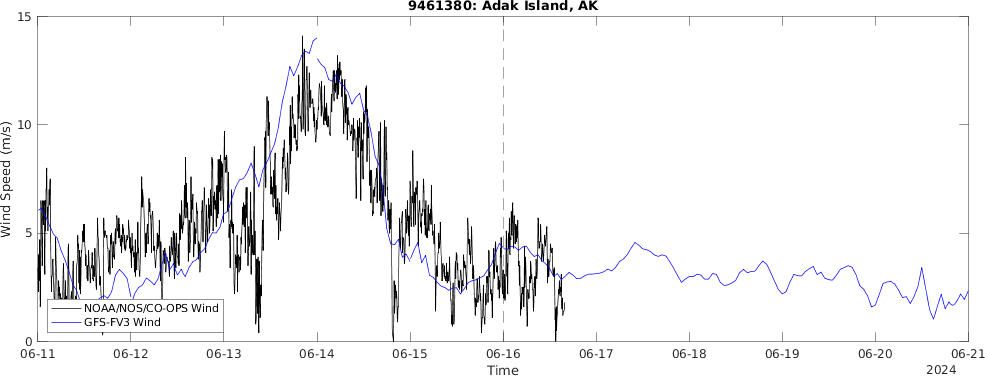 9461380: Adak Island, AK
Wind Speed (m/s)
15
10
5
0
NOAA/NOS/CO-OPS Wind
GFS-FV3 Wind
06-11 06-12 06-13 06-14 06-15 06-16 06-17 06-18 06-19 06-20 06-21
Time
2024